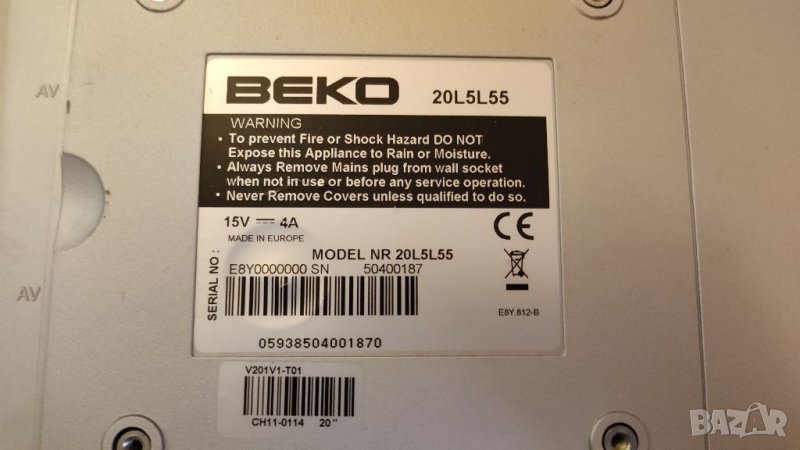 BEKO 20L5L55
WARNING
• To prevent Fire or Shock Hazard DO NOT
Expose this Appliance to Rain or Moisture.
• Always Remove Mains plug from wall socket
when not in use or before any service operation.
• Never Remove Covers unless qualified to do so.
15V ⎓ 4A
MADE IN EUROPE
CE
MODEL NR 20L5L55
SERIAL NO :
E8Y0000000 SN 50400187
E8Y.812-B
05938504001870
V201V1-T01
CH11-0114 20"
AV
AV
BAZAR